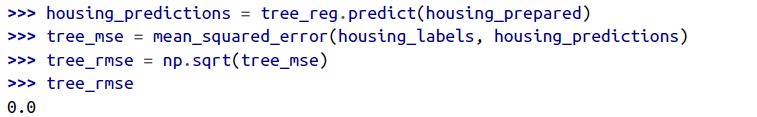 >>> housing_predictions = tree_reg.predict(housing_prepared)
>>> tree_mse = mean_squared_error(housing_labels, housing_predictions)
>>> tree_rmse = np.sqrt(tree_mse)
>>> tree_rmse
0.0